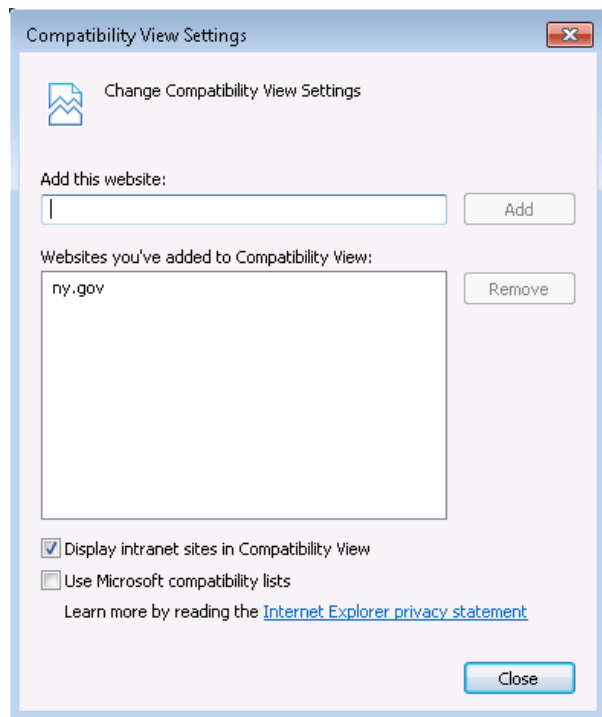 Compatibility View Settings
Change Compatibility View Settings
Add this website:
Add
Websites you've added to Compatibility View:
ny.gov
Remove
Display intranet sites in Compatibility View
Use Microsoft compatibility lists
Learn more by reading the Internet Explorer privacy statement
Close